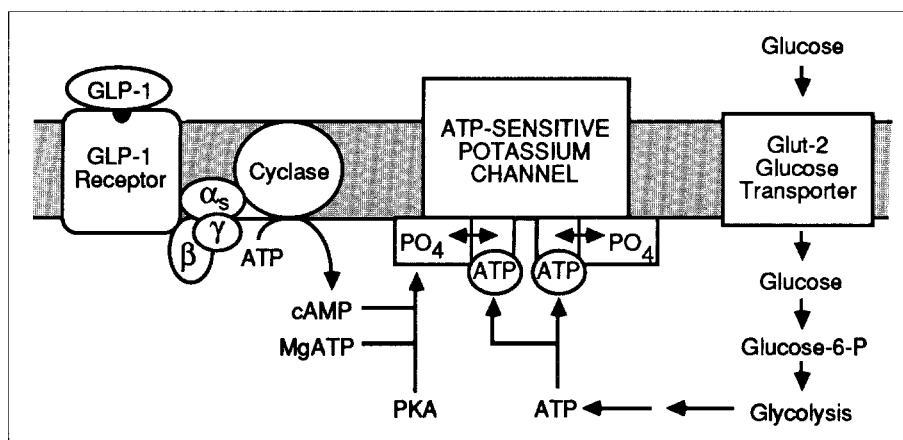 Glucose
GLP-1
GLP-1
Receptor
αs
Cyclase
ATP-SENSITIVE
POTASSIUM
CHANNEL
Glut-2
Glucose
Transporter
β
γ
ATP
PO4
PO4
ATP
ATP
Glucose
cAMP
MgATP
Glucose-6-P
PKA
ATP
Glycolysis